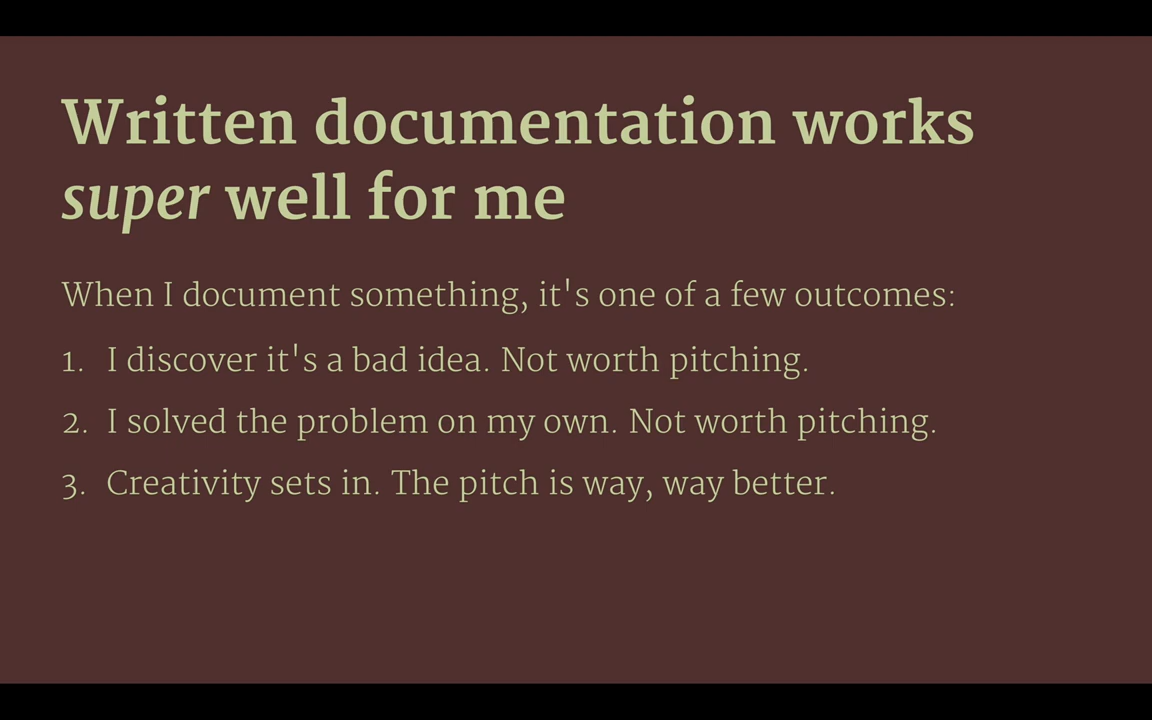 Written documentation works
super well for me
When I document something, it's one of a few outcomes:
1. I discover it's a bad idea. Not worth pitching.
2. I solved the problem on my own. Not worth pitching.
3. Creativity sets in. The pitch is way, way better.